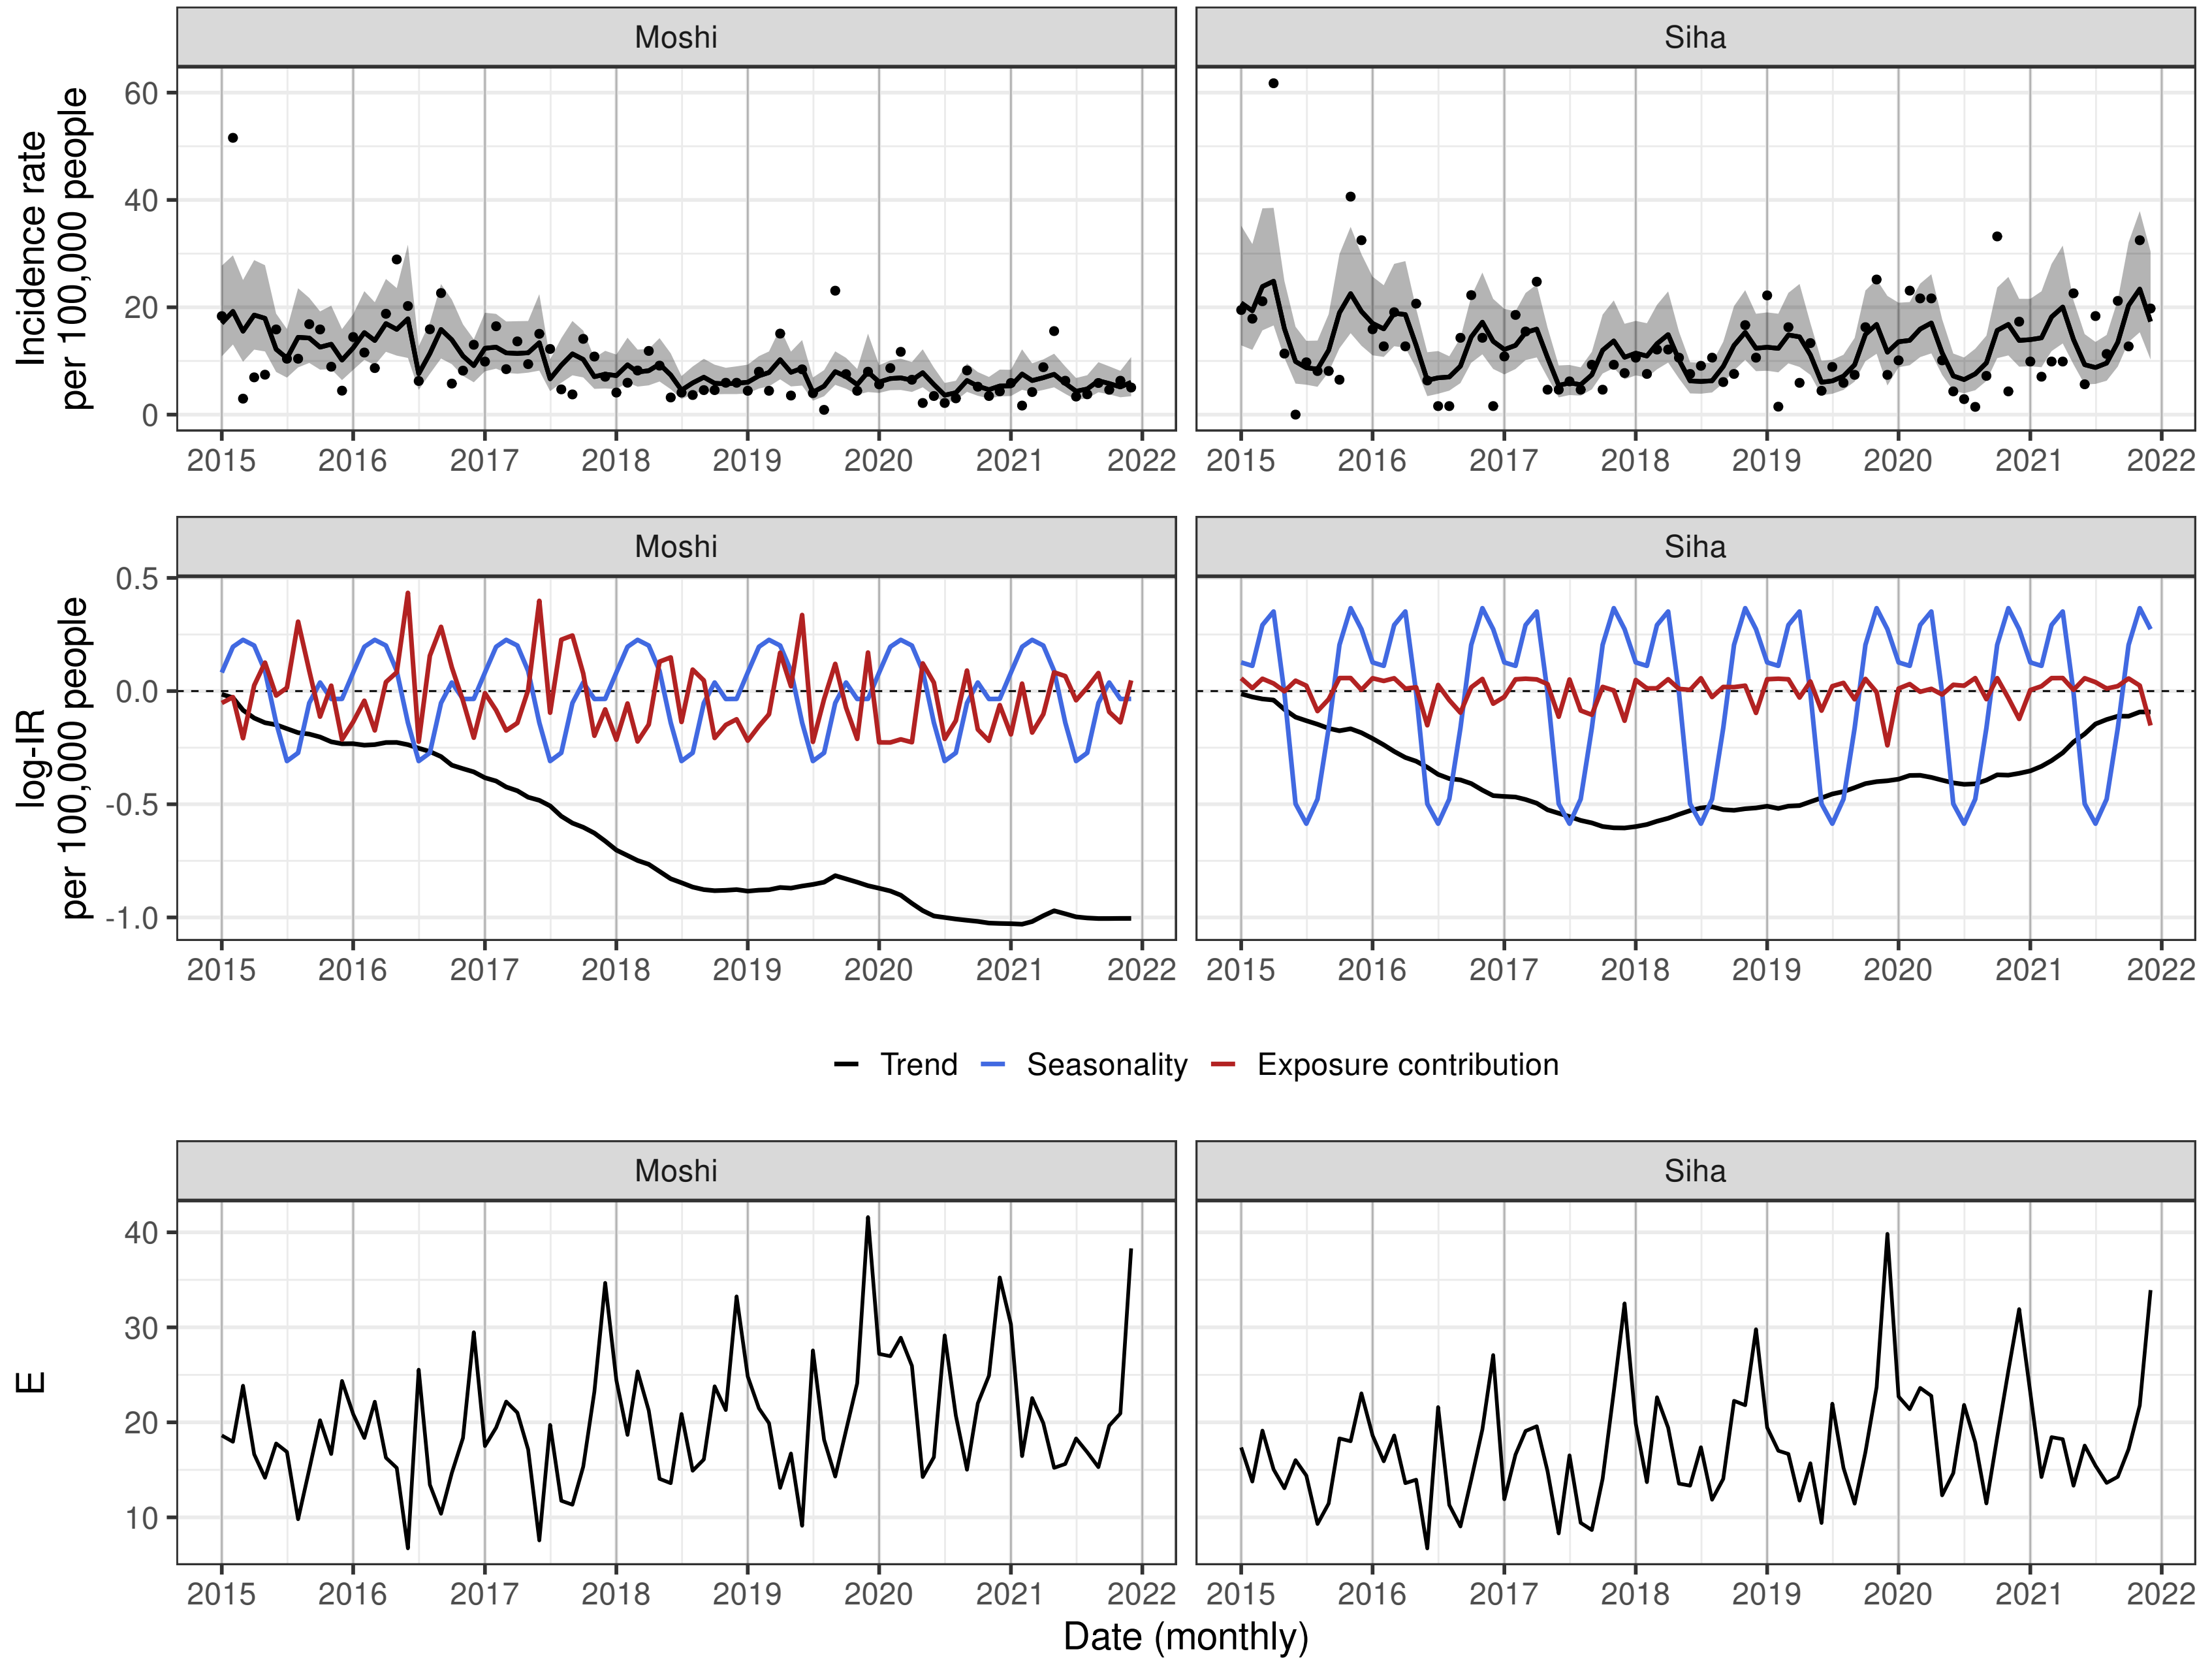 Moshi Siha
Incidence rate
per 100,000 people
60
40
20
0
2015 2016 2017 2018 2019 2020 2021 2022 2015 2016 2017 2018 2019 2020 2021 2022
Moshi Siha
log-IR
per 100,000 people
0.5
0.0
-0.5
-1.0
2015 2016 2017 2018 2019 2020 2021 2022 2015 2016 2017 2018 2019 2020 2021 2022
Trend Seasonality Exposure contribution
Moshi Siha
E
40
30
20
10
2015 2016 2017 2018 2019 2020 2021 2022 2015 2016 2017 2018 2019 2020 2021 2022
Date (monthly)